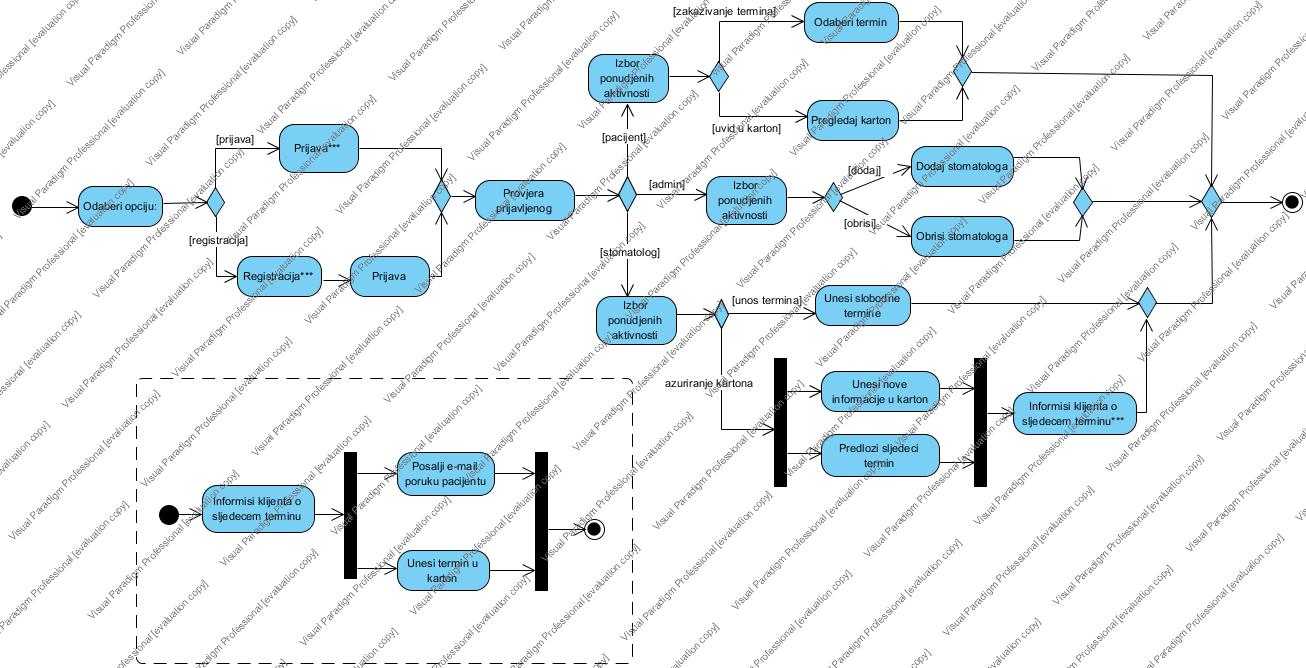 [zakazivanje termina]
Odaberi termin
Izbor
ponudjenih
aktivnosti
[uvid u karton]
Pregledaj karton
[pacijent]
[prijava]
Prijava***
Odaberi opciju:
[registracija]
Registracija***
Prijava
Provjera
prijavljenog
[admin]
Izbor
ponudjenih
aktivnosti
[dodaj]
Dodaj stomatologa
[obrisi]
Obrisi stomatologa
[stomatolog]
Izbor
ponudjenih
aktivnosti
[unos termina]
Unesi slobodne
termine
azuriranje kartona
Unesi nove
informacije u karton
Predlozi sljedeci
termin
Informisi klijenta o
sljedecem terminu***
Informisi klijenta o
sljedecem terminu
Posalji e-mail
poruku pacijentu
Unesi termin u
karton
Visual Paradigm Professional [evaluation copy]